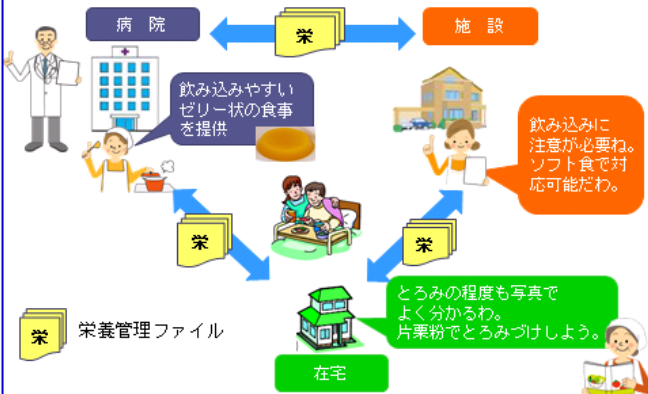 病 院
栄
施 設
飲み込みやすい
ゼリー状の食事
を提供
飲み込みに
注意が必要ね。
ソフト食で対
応可能だわ。
栄
栄
とろみの程度も写真で
よく分かるわ。
片栗粉でとろみづけしよう。
栄
栄養管理ファイル
在宅